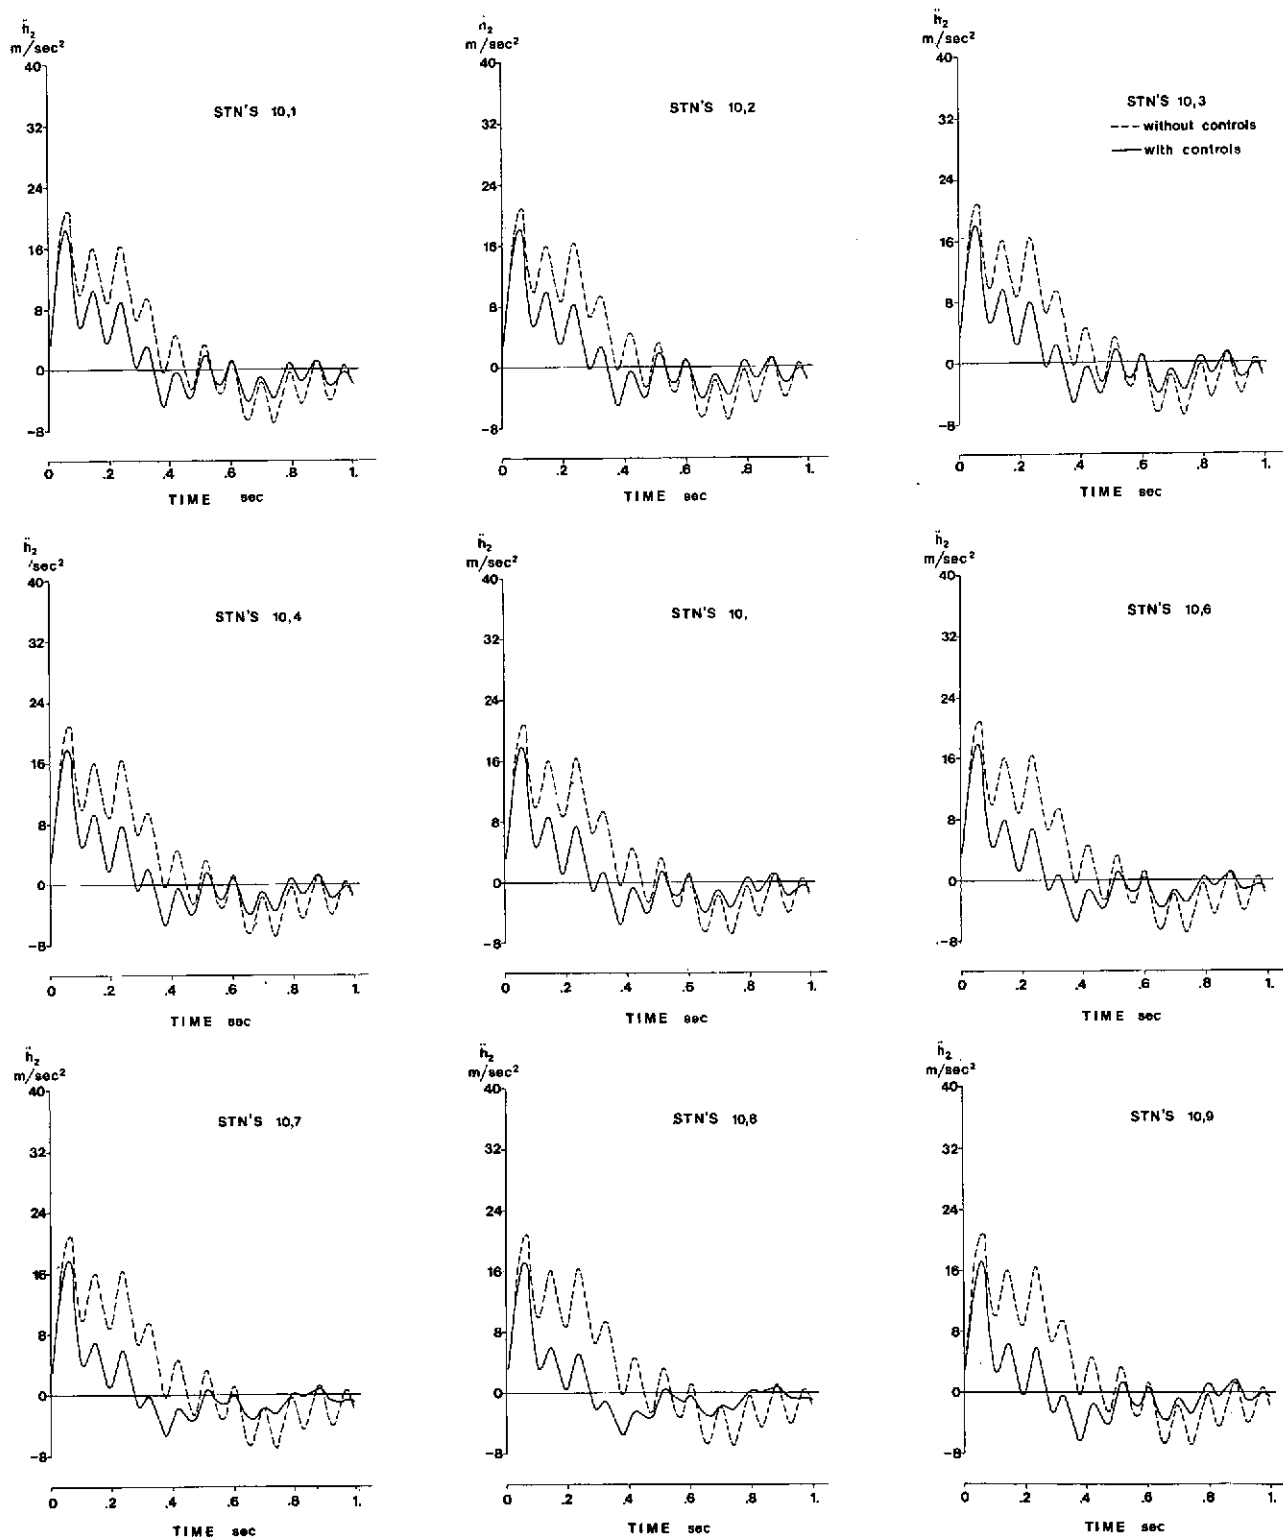 ḧ₂
m/sec²
40
32
24
16
8
0
-8
STN'S 10,1
0 .2 .4 .6 .8 1.
TIME sec
ḣ₂
m/sec²
40
32
24
16
8
0
-8
STN'S 10,2
0 .2 .4 .6 .8 1.
TIME sec
ḧ₂
m/sec²
40
32
24
16
8
0
-8
STN'S 10,3
without controls
with controls
0 .2 .4 .6 .8 1.
TIME sec
ḧ₂
/sec²
40
32
24
16
8
0
-8
STN'S 10,4
0 .2 .4 .6 .8 1.
TIME sec
ḧ₂
m/sec²
40
32
24
16
8
0
-8
STN'S 10,
0 .2 .4 .6 .8 1.
TIME sec
ḧ₂
m/sec²
40
32
24
16
8
0
-8
STN'S 10,6
0 .2 .4 .6 .8 1.
TIME sec
ḧ₂
m/sec²
40
32
24
16
8
0
-8
STN'S 10,7
0 .2 .4 .6 .8 1.
TIME sec
ḧ₂
m/sec²
40
32
24
16
8
0
-8
STN'S 10,8
0 .2 .4 .6 .8 1.
TIME sec
ḧ₂
m/sec²
40
32
24
16
8
0
-8
STN'S 10,9
0 .2 .4 .6 .8 1.
TIME sec